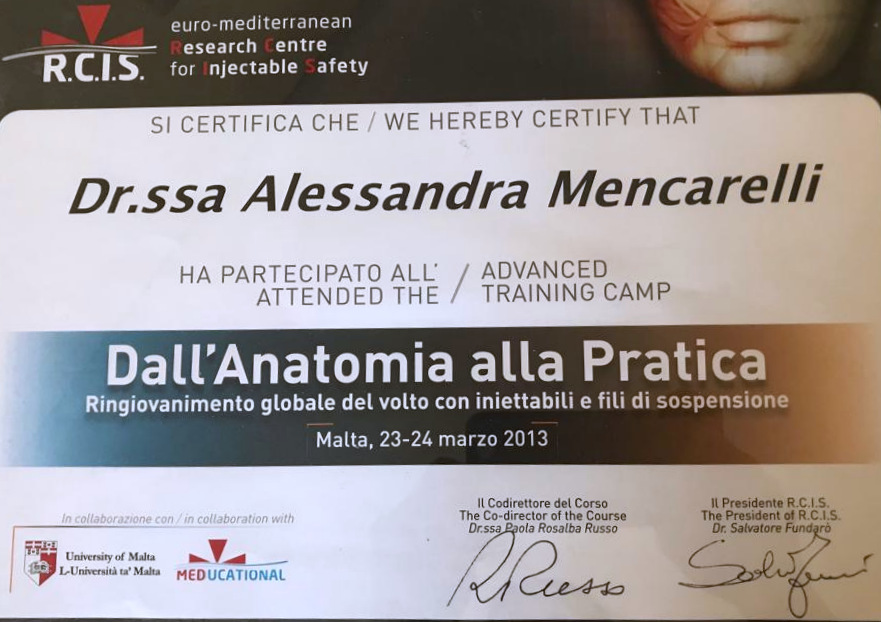 R.C.I.S.
euro-mediterranean
Research Centre
for Injectable Safety
SI CERTIFICA CHE / WE HEREBY CERTIFY THAT
Dr.ssa Alessandra Mencarelli
HA PARTECIPATO ALL' / ADVANCED
ATTENDED THE / TRAINING CAMP
Dall'Anatomia alla Pratica
Ringiovanimento globale del volto con iniettabili e fili di sospensione
Malta, 23-24 marzo 2013
In collaborazione con / in collaboration with
University of Malta
L-Università ta' Malta
MEDUCATIONAL
Il Codirettore del Corso
The Co-director of the Course
Dr.ssa Paola Rosalba Russo
Il Presidente R.C.I.S.
The President of R.C.I.S.
Dr. Salvatore Fundarò